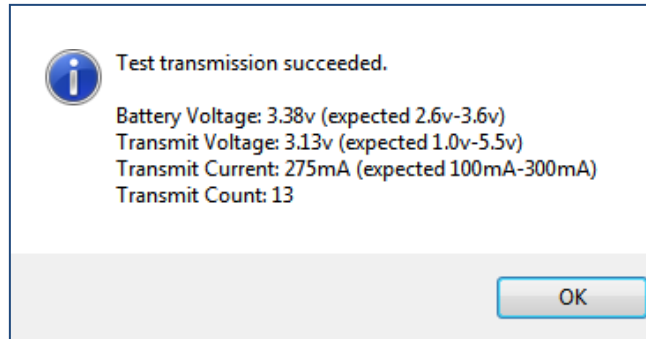 Test transmission succeeded.
Battery Voltage: 3.38v (expected 2.6v-3.6v)
Transmit Voltage: 3.13v (expected 1.0v-5.5v)
Transmit Current: 275mA (expected 100mA-300mA)
Transmit Count: 13
OK